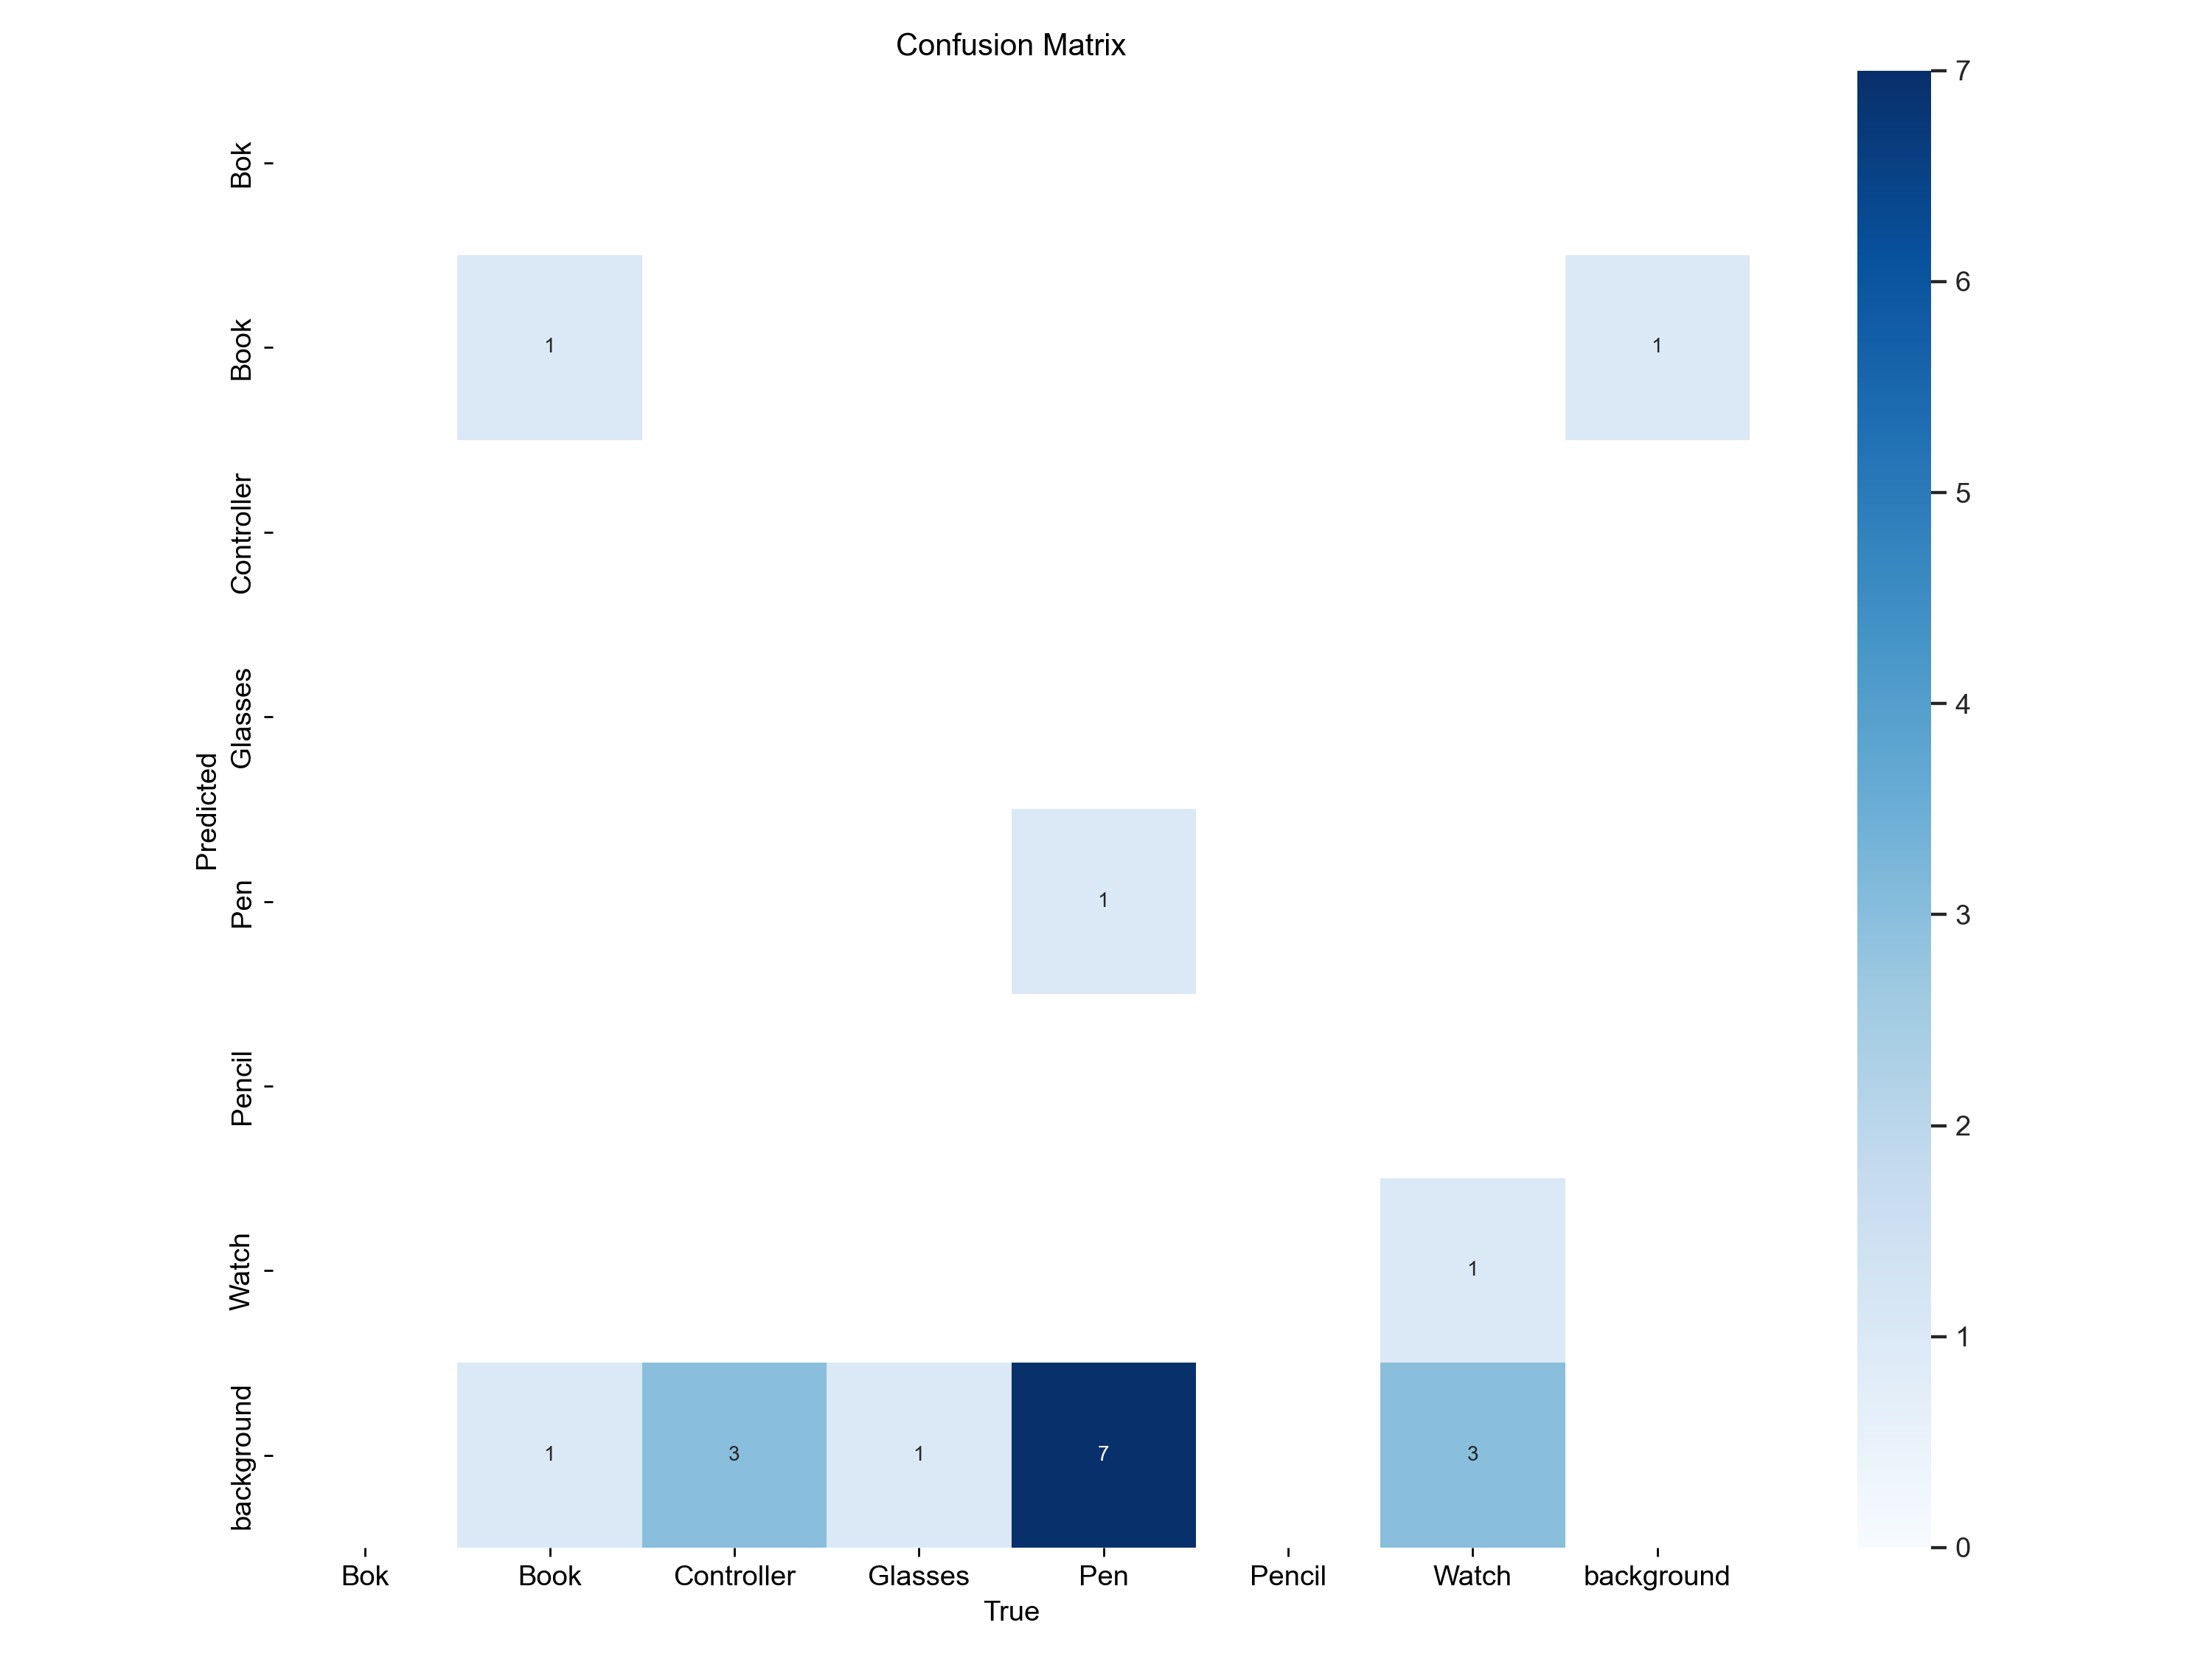 Confusion Matrix
Predicted
Bok
Book
Controller
Glasses
Pen
Pencil
Watch
background
1 1
1
1
1 3 1 7 3
Bok Book Controller Glasses Pen Pencil Watch background
True
7
6
5
4
3
2
1
0